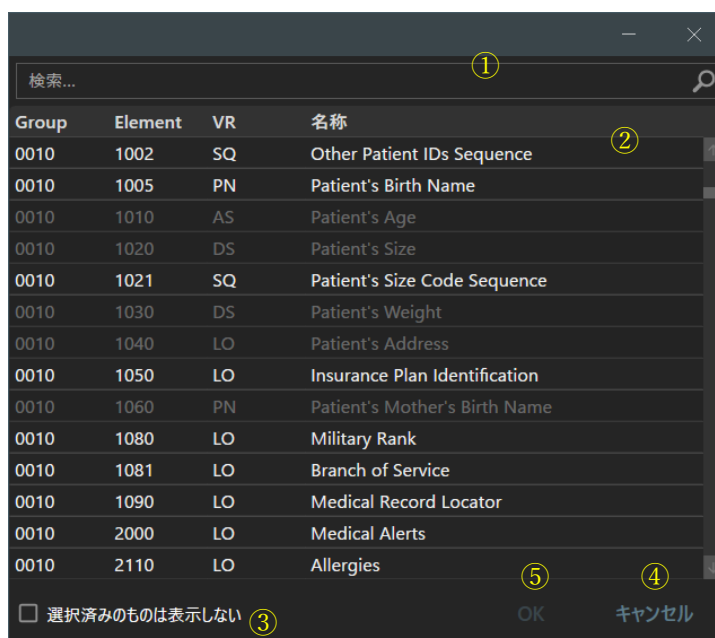 ①
検索...
Group Element VR 名称
②
0010 1002 SQ Other Patient IDs Sequence
0010 1005 PN Patient's Birth Name
0010 1010 AS Patient's Age
0010 1020 DS Patient's Size
0010 1021 SQ Patient's Size Code Sequence
0010 1030 DS Patient's Weight
0010 1040 LO Patient's Address
0010 1050 LO Insurance Plan Identification
0010 1060 PN Patient's Mother's Birth Name
0010 1080 LO Military Rank
0010 1081 LO Branch of Service
0010 1090 LO Medical Record Locator
0010 2000 LO Medical Alerts
0010 2110 LO Allergies
⑤ ④
選択済みのものは表示しない ③ OK キャンセル